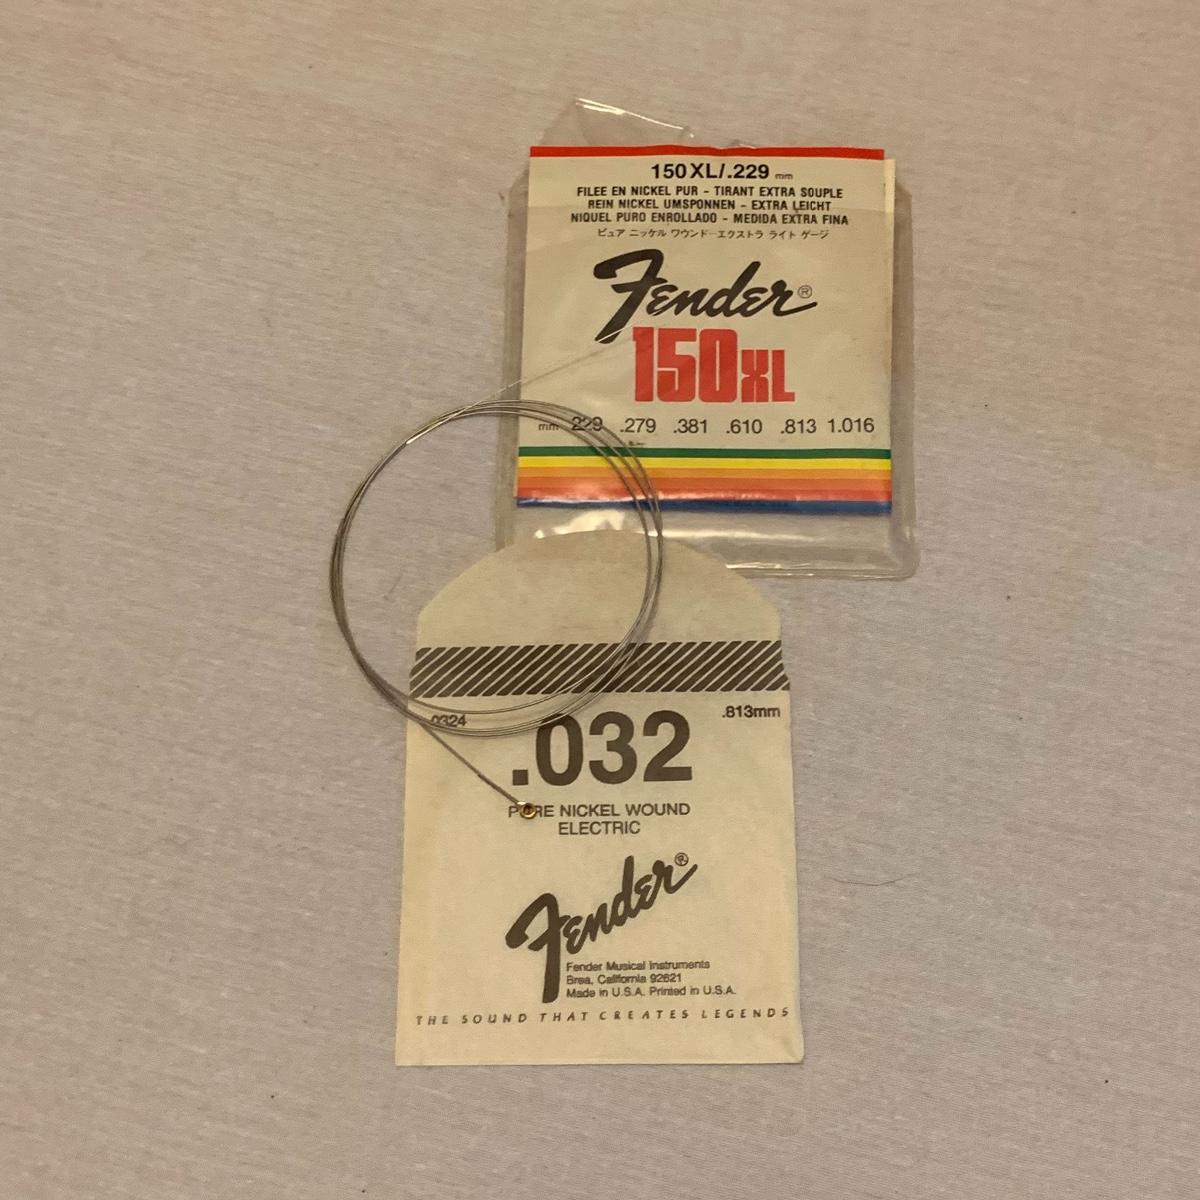 150XL/.229 mm
FILEE EN NICKEL PUR - TIRANT EXTRA SOUPLE
REIN NICKEL UMSPONNEN - EXTRA LEICHT
NIQUEL PURO ENROLLADO - MEDIDA EXTRA FINA
ピュア ニッケル ワウンド-エクストラ ライト ゲージ
Fender®
150XL
mm .229 .279 .381 .610 .813 1.016
.0324 .813mm
.032
PURE NICKEL WOUND
ELECTRIC
Fender®
Fender Musical Instruments
Brea, California 92621
Made in U.S.A. Printed in U.S.A.
THE SOUND THAT CREATES LEGENDS